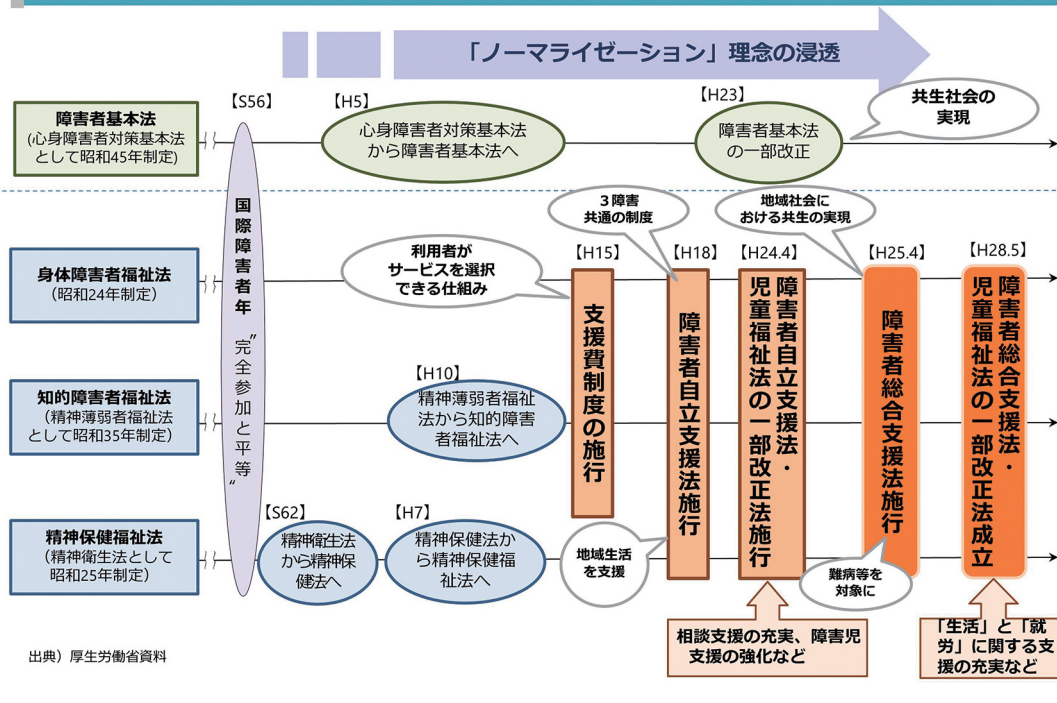 「ノーマライゼーション」理念の浸透
【S56】
【H5】
【H23】
共生社会の
実現
障害者基本法
(心身障害者対策基本法
として昭和45年制定)
心身障害者対策基本法
から障害者基本法へ
障害者基本法
の一部改正
国際障害者年 "完全参加と平等"
3障害
共通の制度
地域社会に
おける共生の実現
利用者が
サービスを選択
できる仕組み
【H15】
【H18】
【H24.4】
【H25.4】
【H28.5】
身体障害者福祉法
（昭和24年制定）
支援費制度の施行
障害者自立支援法施行
障害者自立支援法・
児童福祉法の一部改正法施行
障害者総合支援法施行
障害者総合支援法・
児童福祉法の一部改正法成立
【H10】
知的障害者福祉法
（精神薄弱者福祉法
として昭和35年制定）
精神薄弱者福祉
法から知的障害
者福祉法へ
【S62】
【H7】
精神保健福祉法
（精神衛生法として
昭和25年制定）
精神衛生法
から精神保
健法へ
精神保健法か
ら精神保健福
祉法へ
地域生活
を支援
難病等を
対象に
相談支援の充実、障害児
支援の強化など
「生活」と「就
労」に関する支
援の充実など
出典）厚生労働省資料